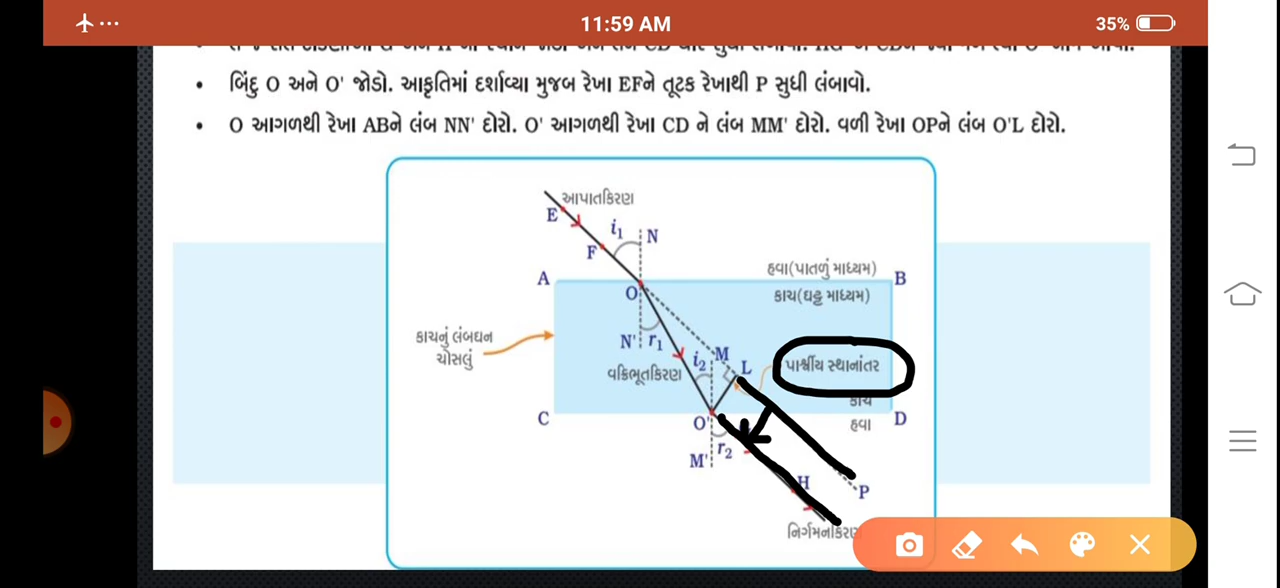 11:59 AM
35%
બિંદુ O અને O' જોડો. આકૃતિમાં દર્શાવ્યા મુજબ રેખા EFને તૂટક રેખાથી P સુધી લંબાવો.
O આગળથી રેખા ABને લંબ NN' દોરો. O' આગળથી રેખા CD ને લંબ MM' દોરો. વળી રેખા OPને લંબ O'L દોરો.
આપાતકિરણ
E
i₁
N
F
હવા(પાતળું માધ્યમ)
A
B
O
કાચ(ઘટ્ટ માધ્યમ)
કાચનું લંબઘન
ચોસલું
N'
r₁
M
i₂
L
પાર્શ્વીય સ્થાનાંતર
વક્રિભૂતકિરણ
કાચ
C
O'
D
હવા
M'
r₂
H
P
નિર્ગમનકિરણ